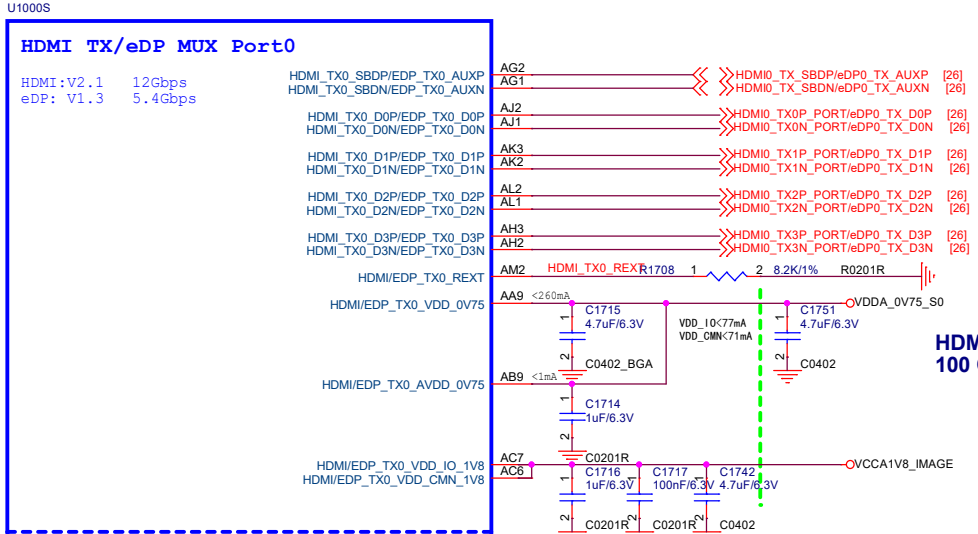 U1000S
HDMI TX/eDP MUX Port0
HDMI:V2.1 12Gbps
eDP: V1.3 5.4Gbps
HDMI_TX0_SBDP/EDP_TX0_AUXP AG2 HDMI0_TX_SBDP/eDP0_TX_AUXP [26]
HDMI_TX0_SBDN/EDP_TX0_AUXN AG1 HDMI0_TX_SBDN/eDP0_TX_AUXN [26]
HDMI_TX0_D0P/EDP_TX0_D0P AJ2 HDMI0_TX0P_PORT/eDP0_TX_D0P [26]
HDMI_TX0_D0N/EDP_TX0_D0N AJ1 HDMI0_TX0N_PORT/eDP0_TX_D0N [26]
HDMI_TX0_D1P/EDP_TX0_D1P AK3 HDMI0_TX1P_PORT/eDP0_TX_D1P [26]
HDMI_TX0_D1N/EDP_TX0_D1N AK2 HDMI0_TX1N_PORT/eDP0_TX_D1N [26]
HDMI_TX0_D2P/EDP_TX0_D2P AL2 HDMI0_TX2P_PORT/eDP0_TX_D2P [26]
HDMI_TX0_D2N/EDP_TX0_D2N AL1 HDMI0_TX2N_PORT/eDP0_TX_D2N [26]
HDMI_TX0_D3P/EDP_TX0_D3P AH3 HDMI0_TX3P_PORT/eDP0_TX_D3P [26]
HDMI_TX0_D3N/EDP_TX0_D3N AH2 HDMI0_TX3N_PORT/eDP0_TX_D3N [26]
HDMI/EDP_TX0_REXT AM2 HDMI_TX0_REXT R1708 1 2 8.2K/1% R0201R
HDMI/EDP_TX0_VDD_0V75 AA9 <260mA VDDA_0V75_S0
1 C1715 1 C1751
4.7uF/6.3V VDD_IO<77mA 4.7uF/6.3V
VDD_CMN<71mA
HDM
2 C0402_BGA 2 C0402
100
HDMI/EDP_TX0_AVDD_0V75 AB9 <1mA
1 C1714
1uF/6.3V
2
C0201R
HDMI/EDP_TX0_VDD_IO_1V8 AC7 VCCA1V8_IMAGE
HDMI/EDP_TX0_VDD_CMN_1V8 AC6
1 C1716 1 C1717 1 C1742
1uF/6.3V 100nF/6.3V 4.7uF/6.3V
2 C0201R 2 C0201R 2 C0402